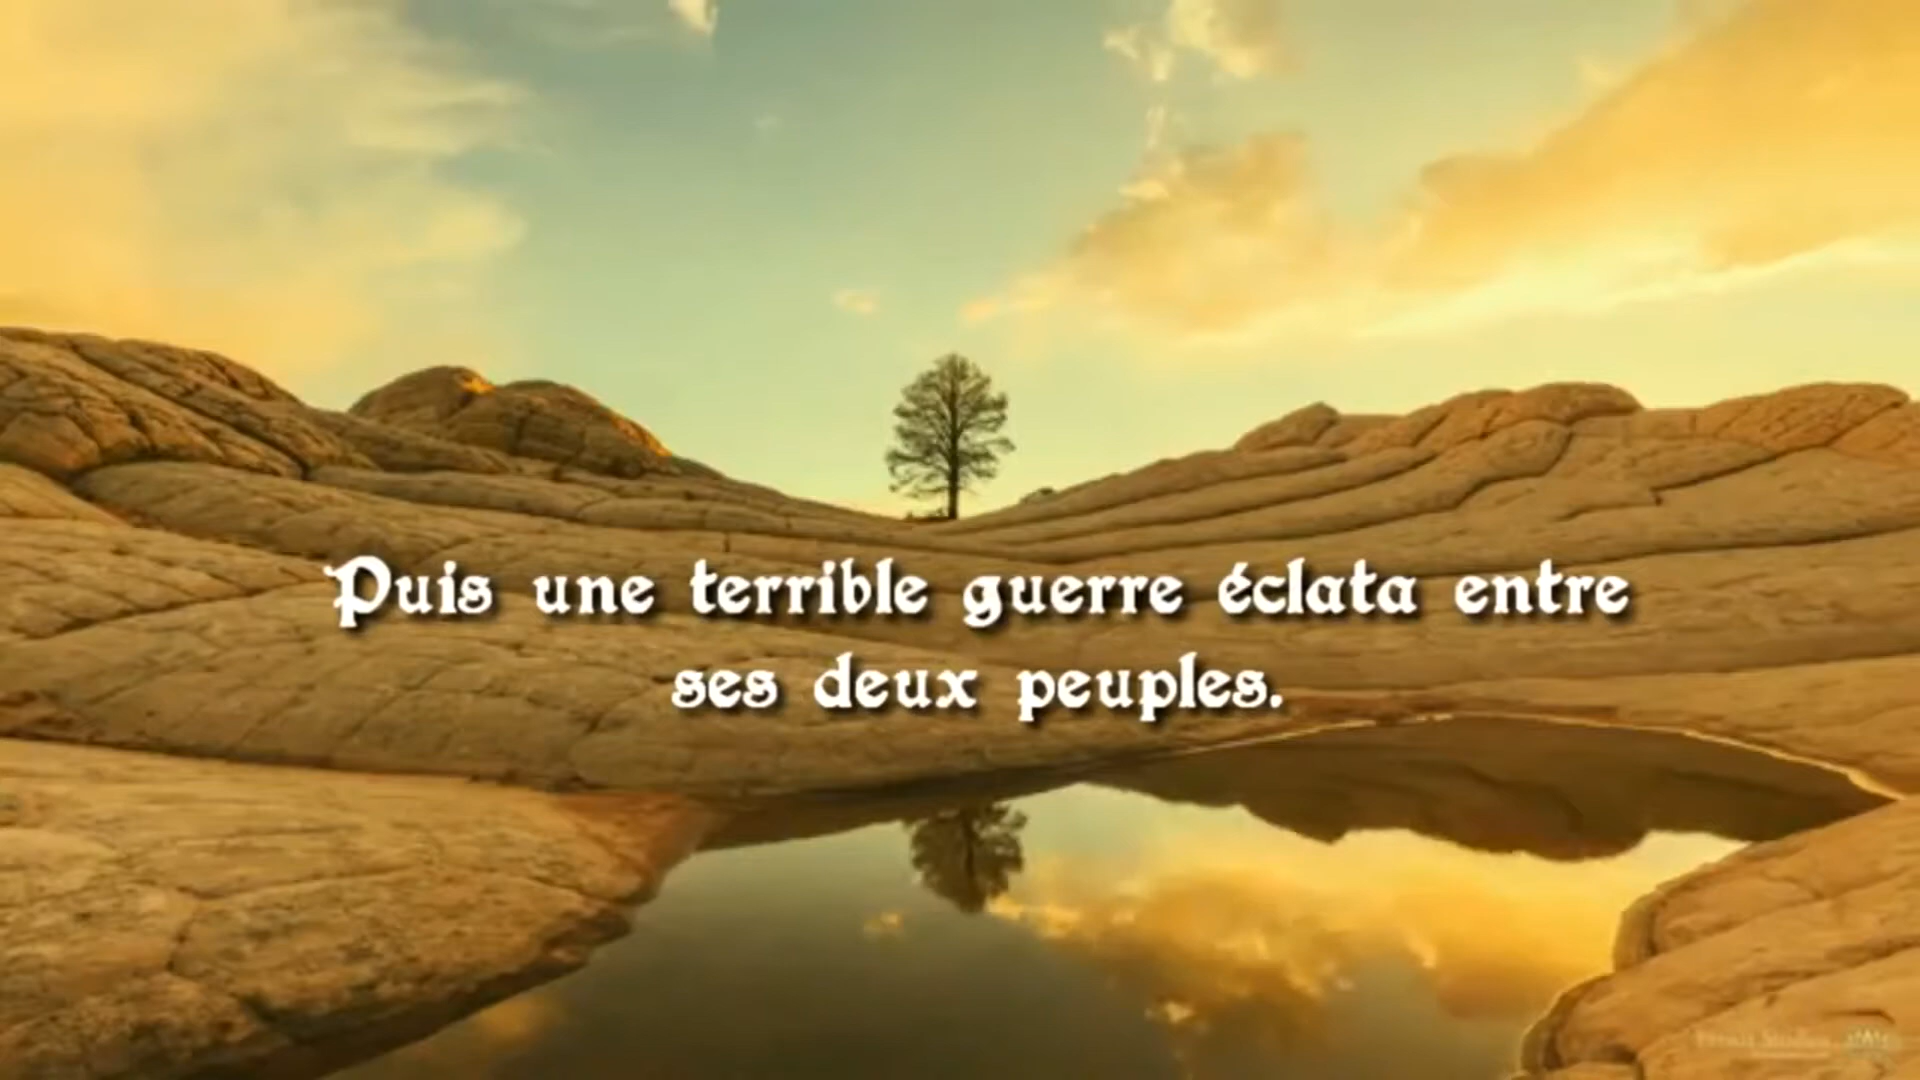 Puis une terrible guerre éclata entre
ses deux peuples.